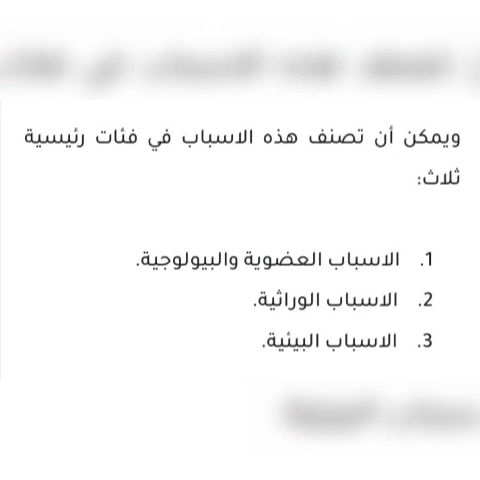 ويمكن أن تصنف هذه الاسباب في فئات رئيسية
ثلاث:
1. الاسباب العضوية والبيولوجية.
2. الاسباب الوراثية.
3. الاسباب البيئية.